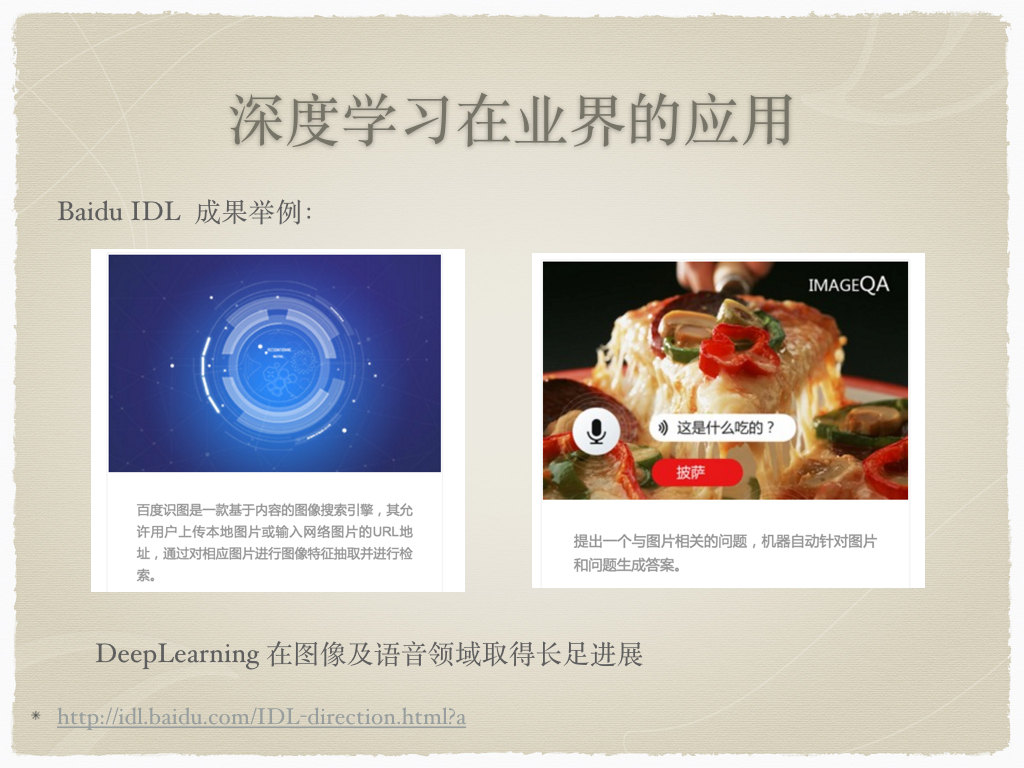 深度学习在业界的应用
Baidu IDL 成果举例：
百度识图是一款基于内容的图像搜索引擎，其允
许用户上传本地图片或输入网络图片的URL地
址，通过对相应图片进行图像特征抽取并进行检
索。
IMAGEQA
这是什么吃的？
披萨
提出一个与图片相关的问题，机器自动针对图片
和问题生成答案。
DeepLearning 在图像及语音领域取得长足进展
http://idl.baidu.com/IDL-direction.html?a